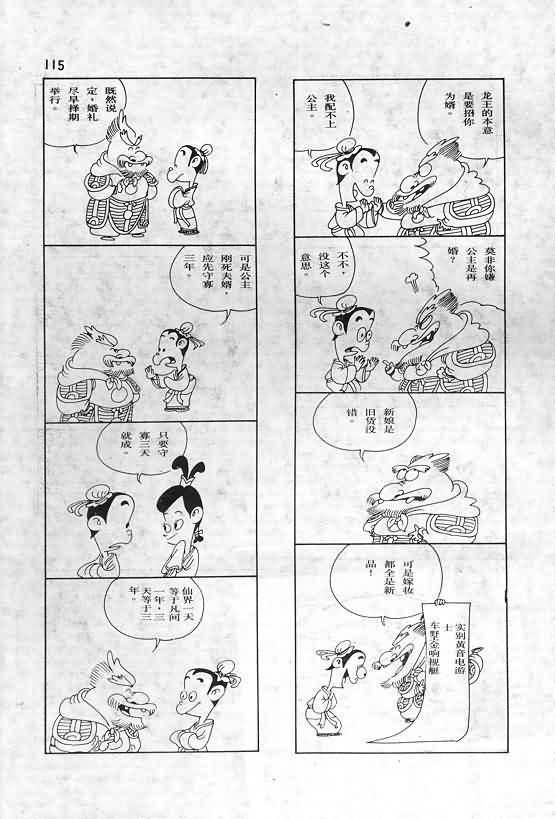 115
龙王的本意
是要招你
为婿。
我配不上
公主。
莫非你嫌
公主是再
婚？
不，
没这个
意思。
新娘是
旧货没
错。
可是嫁妆
都全是新
品！
实别黄音电游
士
车墅金响视艇
既然说
定，婚礼
尽早择期
举行。
可是公主
刚死夫婿，
应先守寡
三年。
只要守
寡三天
就成。
仙界一天
等于凡间
一年，三
天等于三
年。